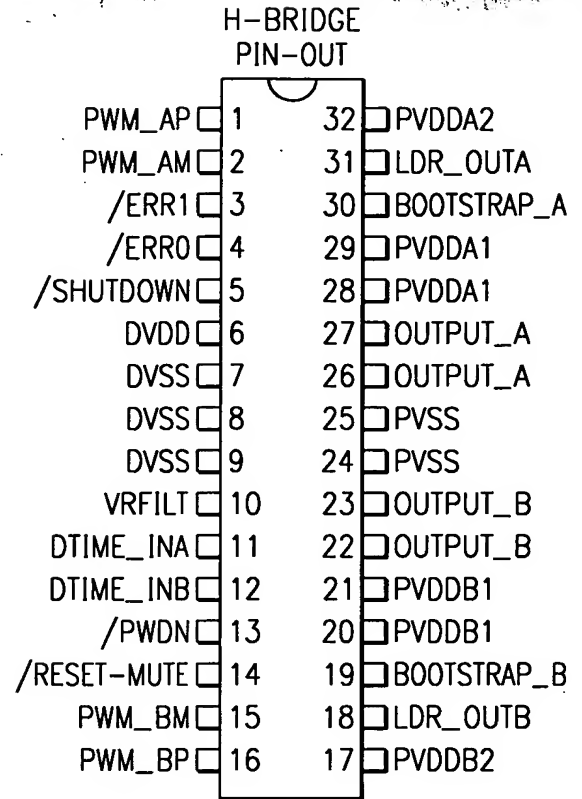 H-BRIDGE
PIN-OUT
PWM_AP 1 32 PVDDA2
PWM_AM 2 31 LDR_OUTA
/ERR1 3 30 BOOTSTRAP_A
/ERR0 4 29 PVDDA1
/SHUTDOWN 5 28 PVDDA1
DVDD 6 27 OUTPUT_A
DVSS 7 26 OUTPUT_A
DVSS 8 25 PVSS
DVSS 9 24 PVSS
VRFILT 10 23 OUTPUT_B
DTIME_INA 11 22 OUTPUT_B
DTIME_INB 12 21 PVDDB1
/PWDN 13 20 PVDDB1
/RESET-MUTE 14 19 BOOTSTRAP_B
PWM_BM 15 18 LDR_OUTB
PWM_BP 16 17 PVDDB2